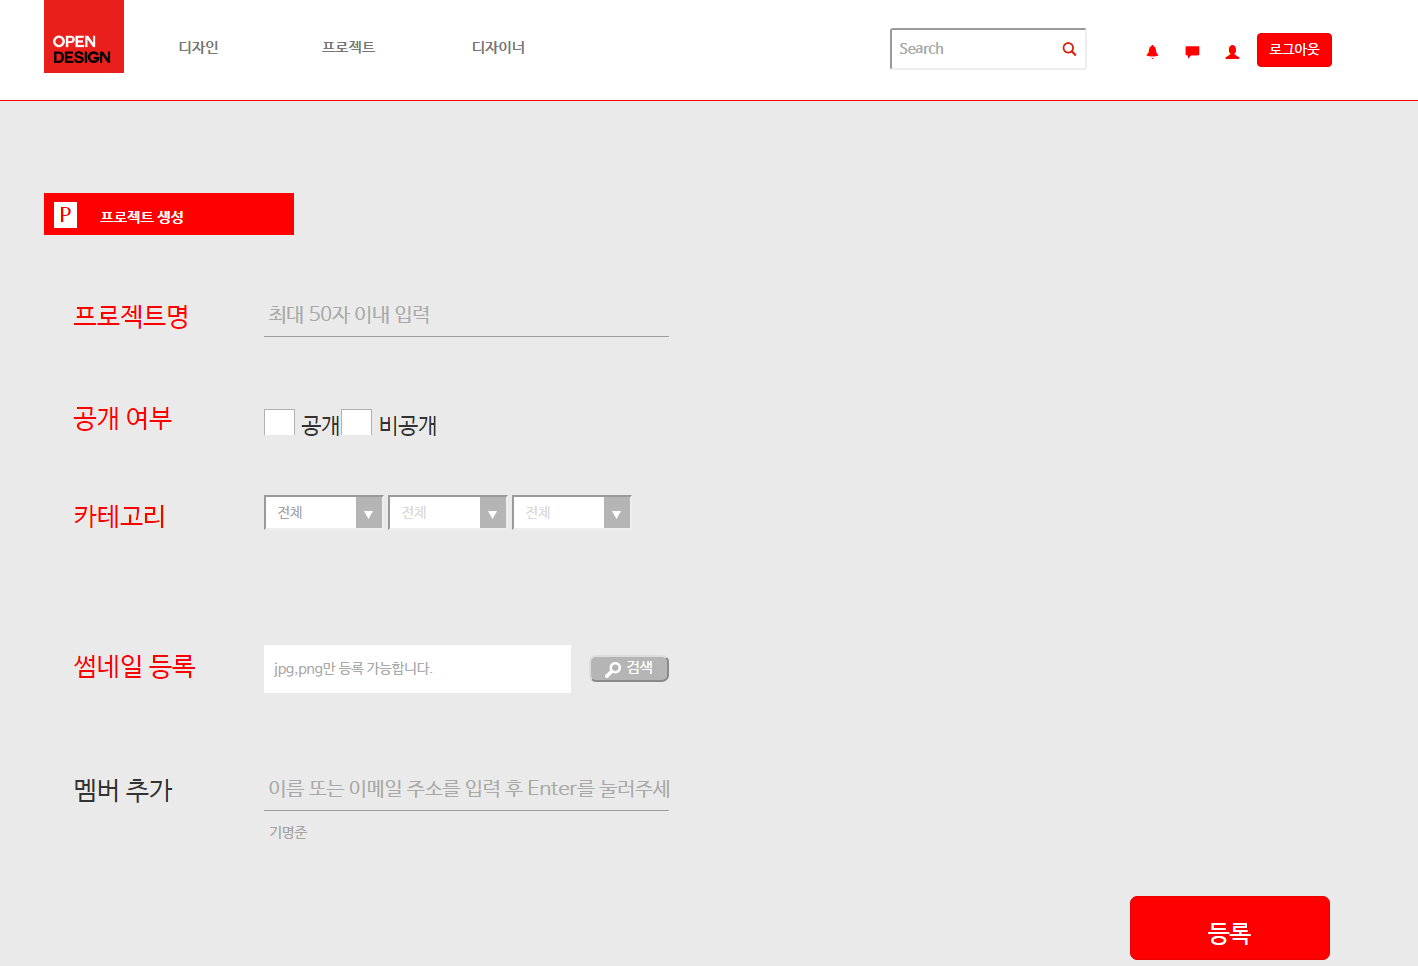 OPEN
DESIGN
디자인 프로젝트 디자이너
Search
로그아웃
P 프로젝트 생성
프로젝트명 최대 50자 이내 입력
공개 여부 공개 비공개
카테고리 전체 전체 전체
썸네일 등록 jpg,png만 등록 가능합니다. 검색
멤버 추가 이름 또는 이메일 주소를 입력 후 Enter를 눌러주세
기명준
등록